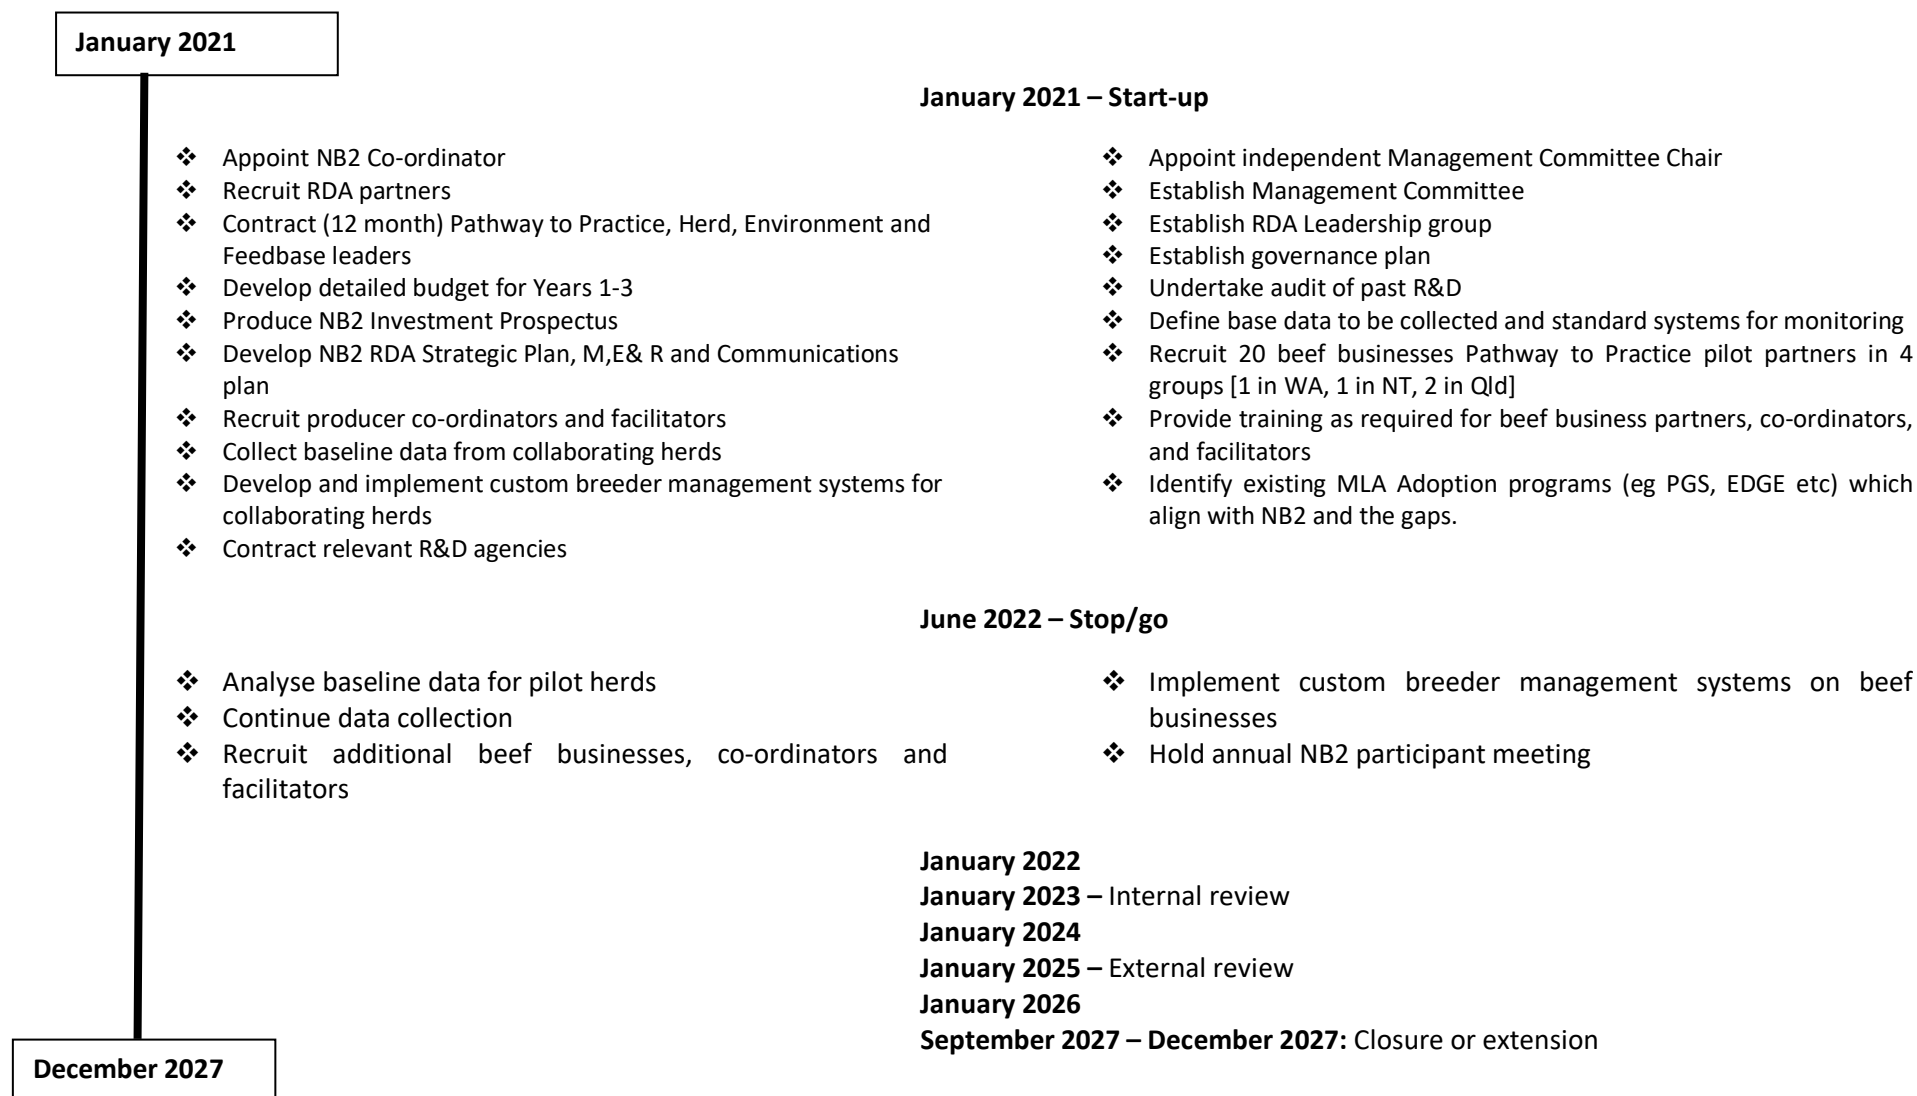 January 2021
January 2021 – Start-up
❖ Appoint NB2 Co-ordinator
❖ Recruit RDA partners
❖ Contract (12 month) Pathway to Practice, Herd, Environment and
Feedbase leaders
❖ Develop detailed budget for Years 1-3
❖ Produce NB2 Investment Prospectus
❖ Develop NB2 RDA Strategic Plan, M,E& R and Communications
plan
❖ Recruit producer co-ordinators and facilitators
❖ Collect baseline data from collaborating herds
❖ Develop and implement custom breeder management systems for
collaborating herds
❖ Contract relevant R&D agencies
❖ Appoint independent Management Committee Chair
❖ Establish Management Committee
❖ Establish RDA Leadership group
❖ Establish governance plan
❖ Undertake audit of past R&D
❖ Define base data to be collected and standard systems for monitoring
❖ Recruit 20 beef businesses Pathway to Practice pilot partners in 4
groups [1 in WA, 1 in NT, 2 in Qld]
❖ Provide training as required for beef business partners, co-ordinators,
and facilitators
❖ Identify existing MLA Adoption programs (eg PGS, EDGE etc) which
align with NB2 and the gaps.
June 2022 – Stop/go
❖ Analyse baseline data for pilot herds
❖ Continue data collection
❖ Recruit additional beef businesses, co-ordinators and
facilitators
❖ Implement custom breeder management systems on beef
businesses
❖ Hold annual NB2 participant meeting
January 2022
January 2023 – Internal review
January 2024
January 2025 – External review
January 2026
September 2027 – December 2027: Closure or extension
December 2027